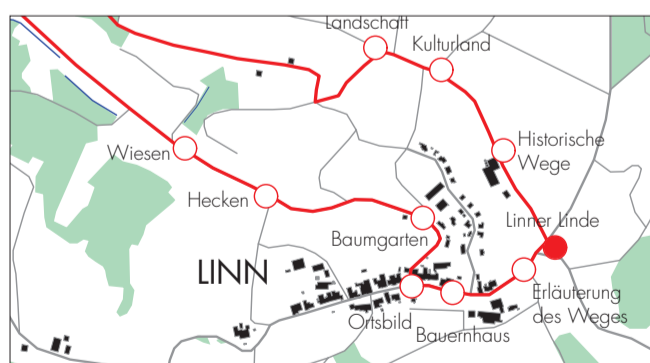 Landschaft
Kulturland
Historische
Wege
Wiesen
Hecken
Linner Linde
Baumgarten
LINN
Erläuterung
des Weges
Ortsbild
Bauernhaus